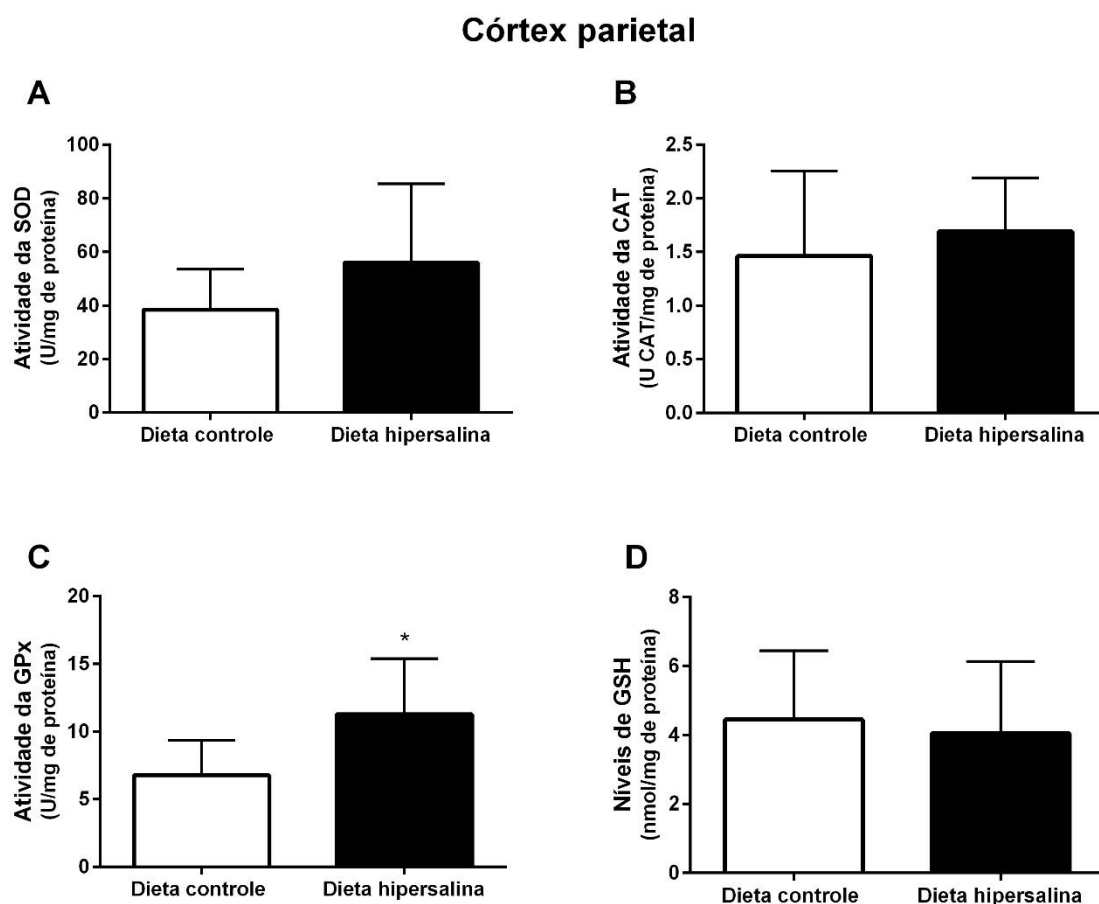 Córtex parietal
A
Atividade da SOD
(U/mg de proteína)
100
80
60
40
20
0
Dieta controle
Dieta hipersalina
B
Atividade da CAT
(U CAT/mg de proteína)
2.5
2.0
1.5
1.0
0.5
0.0
Dieta controle
Dieta hipersalina
C
Atividade da GPx
(U/mg de proteína)
20
15
10
5
0
*
Dieta controle
Dieta hipersalina
D
Níveis de GSH
(nmol/mg de proteína)
8
6
4
2
0
Dieta controle
Dieta hipersalina